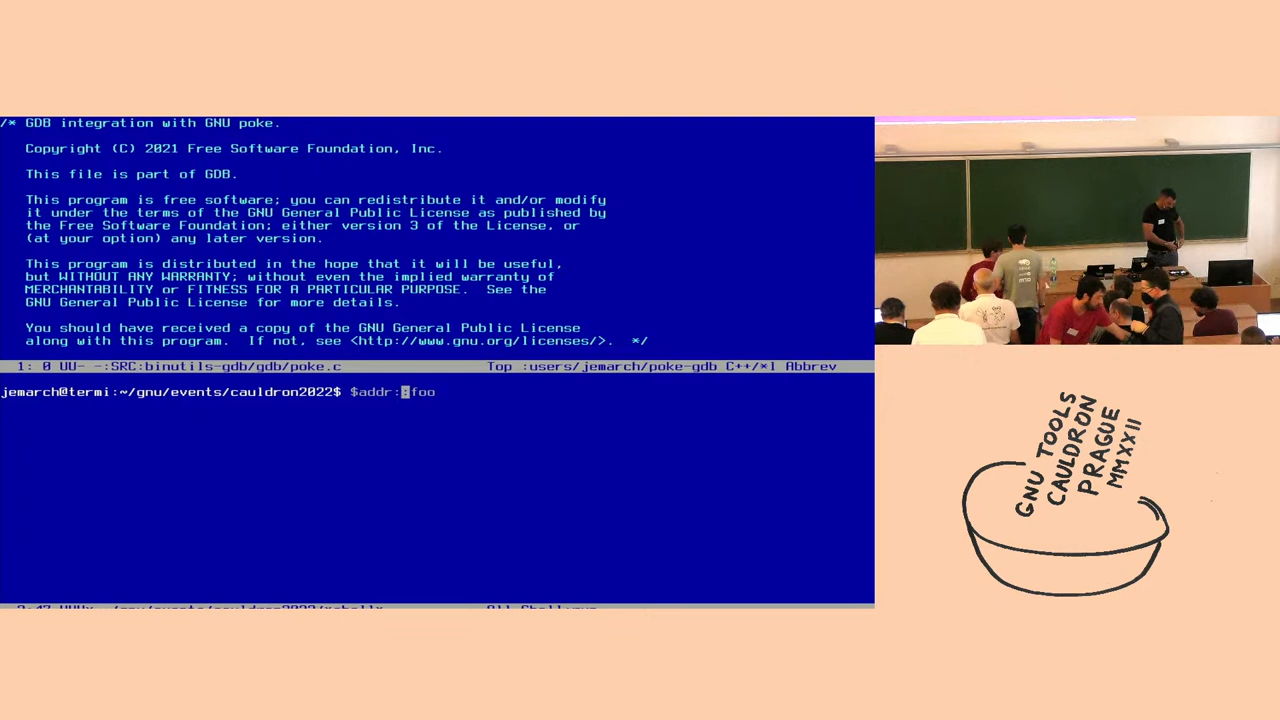 /* GDB integration with GNU poke.
Copyright (C) 2021 Free Software Foundation, Inc.
This file is part of GDB.
This program is free software; you can redistribute it and/or modify
it under the terms of the GNU General Public License as published by
the Free Software Foundation; either version 3 of the License, or
(at your option) any later version.
This program is distributed in the hope that it will be useful,
but WITHOUT ANY WARRANTY; without even the implied warranty of
MERCHANTABILITY or FITNESS FOR A PARTICULAR PURPOSE.  See the
GNU General Public License for more details.
You should have received a copy of the GNU General Public License
along with this program.  If not, see <http://www.gnu.org/licenses/>.  */
1: 0 UU- -:SRC:binutils-gdb/gdb/poke.c Top :users/jemarch/poke-gdb C++/*l Abbrev
jemarch@termi:~/gnu/events/cauldron2022$ $addr::foo
GNU TOOLS
CAULDRON
PRAGUE
MMXXII